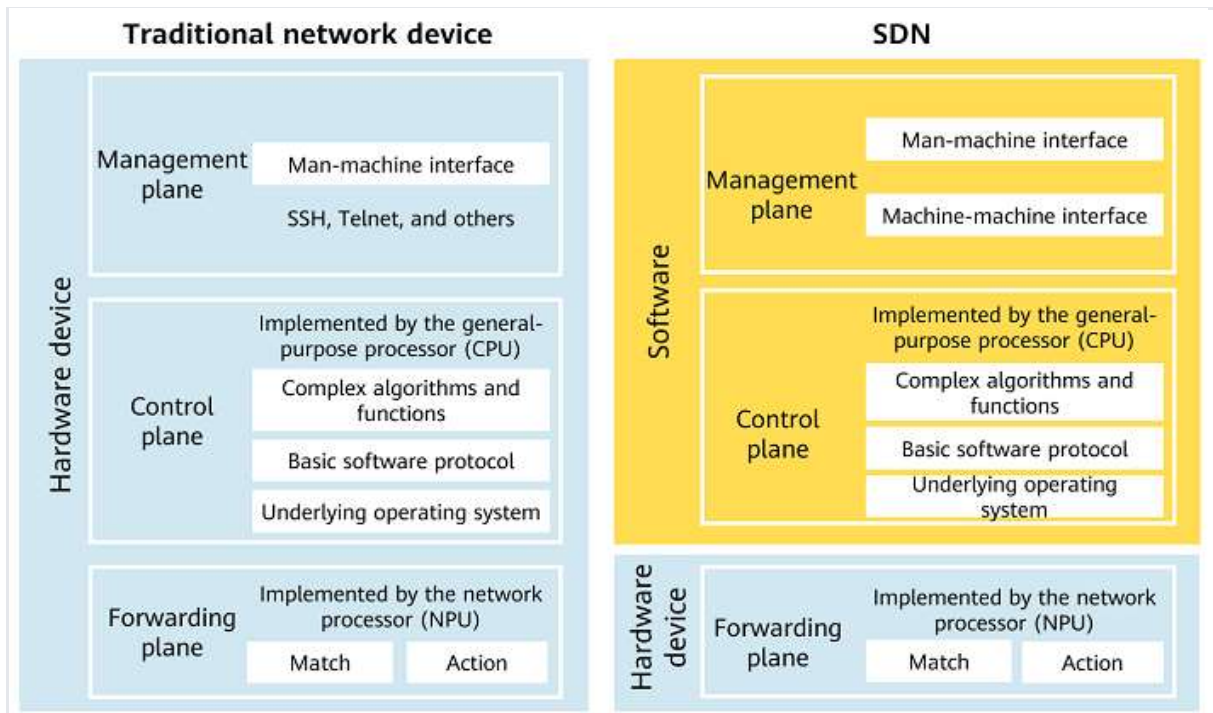 Traditional network device
Hardware device
Management
plane
Man-machine interface
SSH, Telnet, and others
Control
plane
Implemented by the general-
purpose processor (CPU)
Complex algorithms and
functions
Basic software protocol
Underlying operating system
Forwarding
plane
Implemented by the network
processor (NPU)
Match
Action
SDN
Software
Management
plane
Man-machine interface
Machine-machine interface
Control
plane
Implemented by the general-
purpose processor (CPU)
Complex algorithms and
functions
Basic software protocol
Underlying operating
system
Hardware
device
Forwarding
plane
Implemented by the network
processor (NPU)
Match
Action